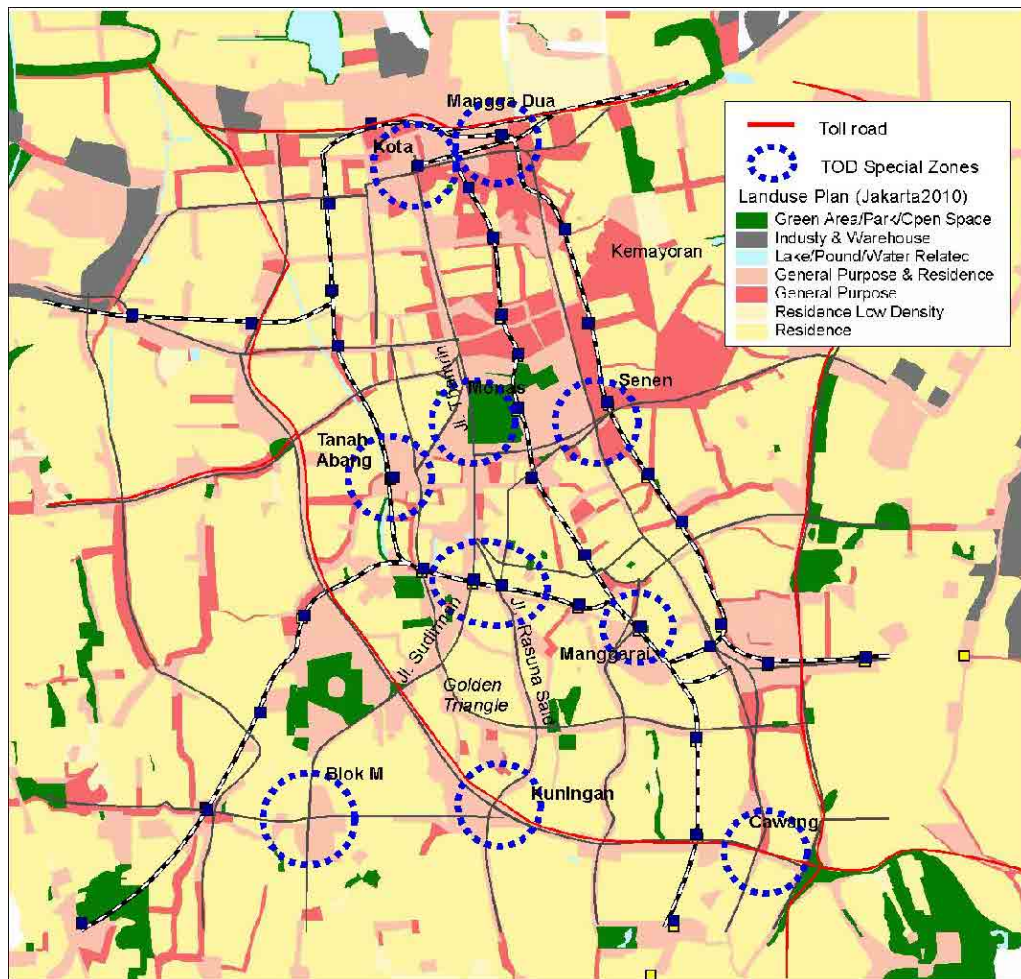 Mangga Dua
Kota
Toll road
TOD Special Zones
Landuse Plan (Jakarta2010)
Green Area/Park/Cpen Space
Industy & Warehouse
Lake/Pound/Water Relatec
General Purpose & Residence
General Purpose
Residence Low Density
Residence
Kemayoran
Jl. Thamrin
Monas
Senen
Tanah
Abang
Jl. Sudirman
Jl. Rasuna Said
Manggarai
Golden
Triangle
Blok M
Kuningan
Cawang